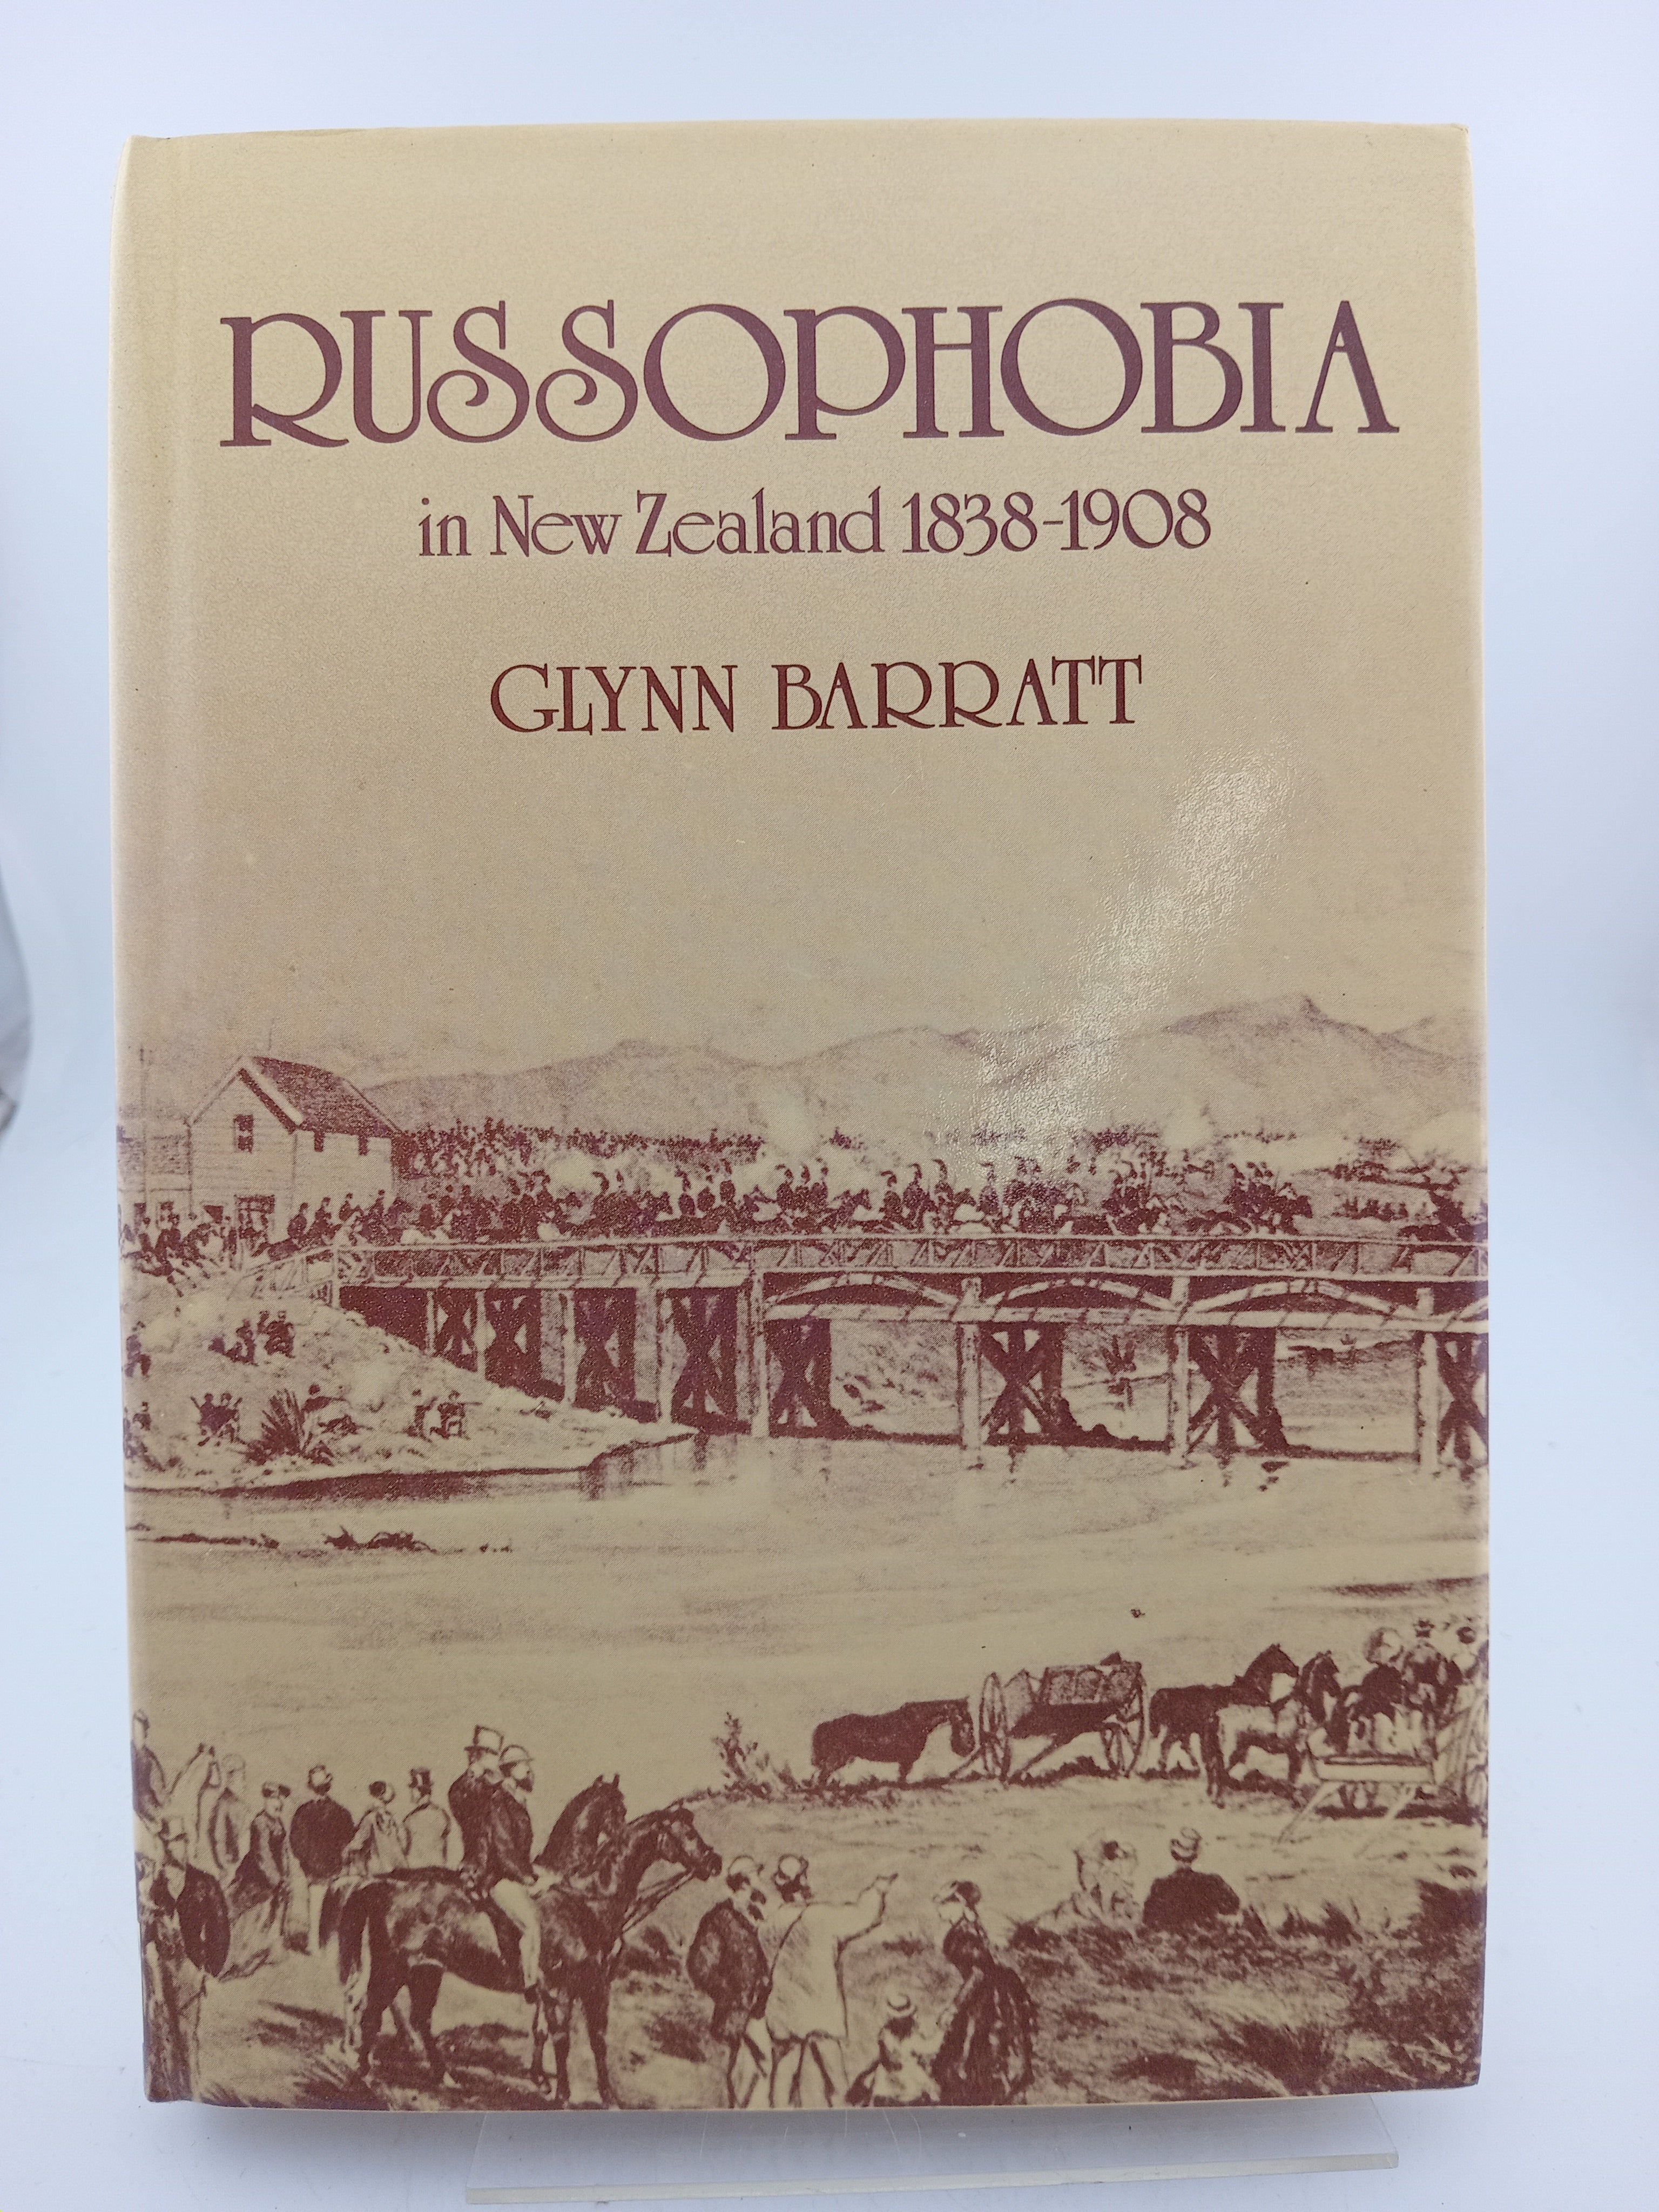 RUSSOPHOBIA
in New Zealand 1838-1908
GLYNN BARRATT